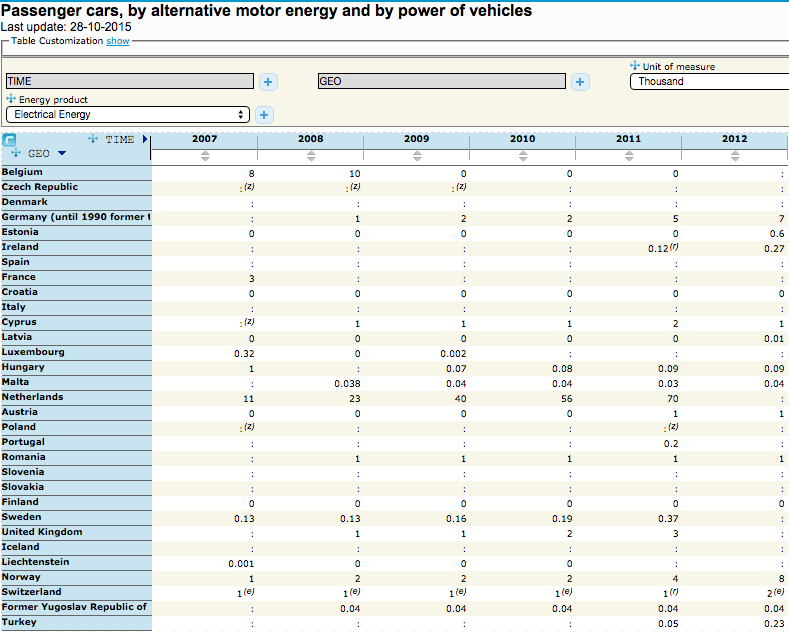 Passenger cars, by alternative motor energy and by power of vehicles
Last update: 28-10-2015
Table Customization show
Unit of measure
TIME + GEO + Thousand
Energy product
Electrical Energy +
TIME 2007 2008 2009 2010 2011 2012
GEO
Belgium 8 10 0 0 0 :
Czech Republic :(z) :(z) :(z) : : :
Denmark : : : : : :
Germany (until 1990 former t : 1 2 2 5 7
Estonia 0 0 0 0 0 0.6
Ireland : : : : 0.12(r) 0.27
Spain : : : : : :
France 3 : : : : :
Croatia 0 0 0 0 0 0
Italy : : : : : :
Cyprus :(z) 1 1 1 2 1
Latvia 0 0 0 0 0 0.01
Luxembourg 0.32 0 0.002 : : :
Hungary 1 : 0.07 0.08 0.09 0.09
Malta : 0.038 0.04 0.04 0.03 0.04
Netherlands 11 23 40 56 70 :
Austria 0 0 0 0 1 1
Poland :(z) : : : :(z) :
Portugal : : : : 0.2 :
Romania : 1 1 1 1 1
Slovenia : : : : : :
Slovakia : : : : : :
Finland 0 0 0 0 0 0
Sweden 0.13 0.13 0.16 0.19 0.37 :
United Kingdom : 1 1 2 3 :
Iceland : : : : : :
Liechtenstein 0.001 0 0 0 : :
Norway 1 2 2 2 4 8
Switzerland 1(e) 1(e) 1(e) 1(e) 1(r) 2(e)
Former Yugoslav Republic of : 0.04 0.04 0.04 0.04 0.04
Turkey : : : : 0.05 0.23